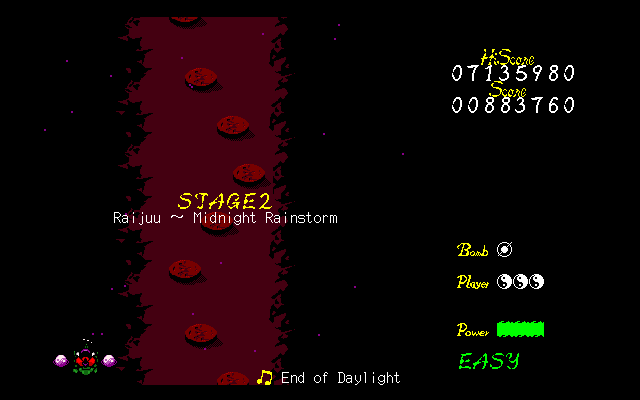 HiScore
07135980
Score
00883760
STAGE2
Raijuu ～ Midnight Rainstorm
Bomb
Player
Power
EASY
♫ End of Daylight